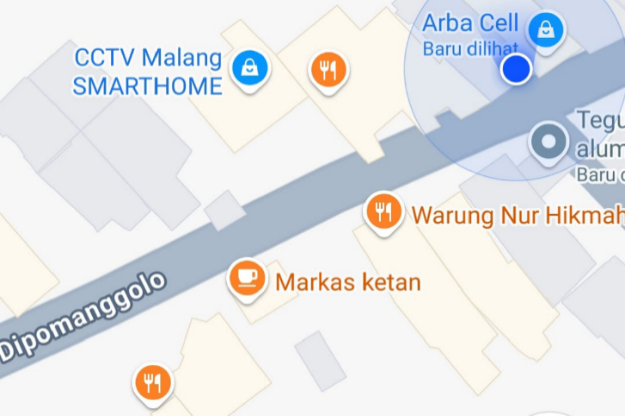 Arba Cell
Baru dilihat
CCTV Malang
SMARTHOME
Tegu
alum
Baru d
Warung Nur Hikmah
Markas ketan
Dipomanggolo